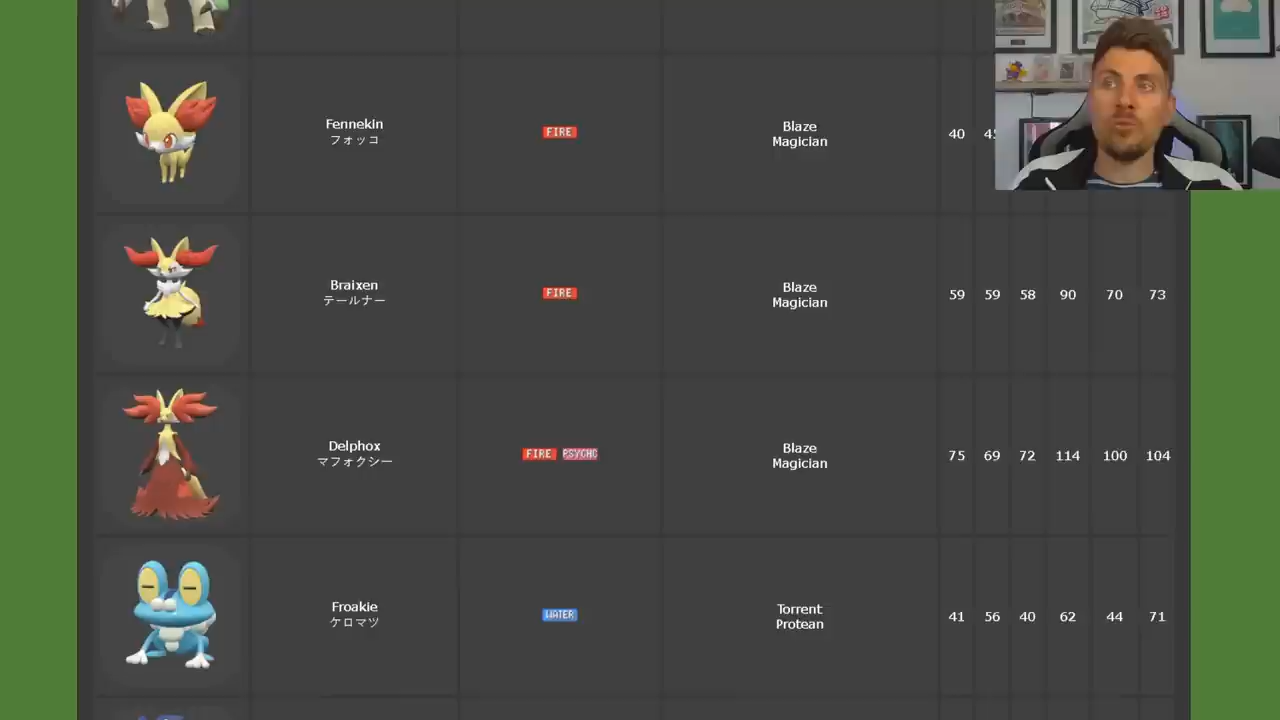 Fennekin
フォッコ
FIRE
Blaze
Magician
40
Braixen
テールナー
FIRE
Blaze
Magician
59 59 58 90 70 73
Delphox
マフォクシー
FIRE PSYCHC
Blaze
Magician
75 69 72 114 100 104
Froakie
ケロマツ
WATER
Torrent
Protean
41 56 40 62 44 71